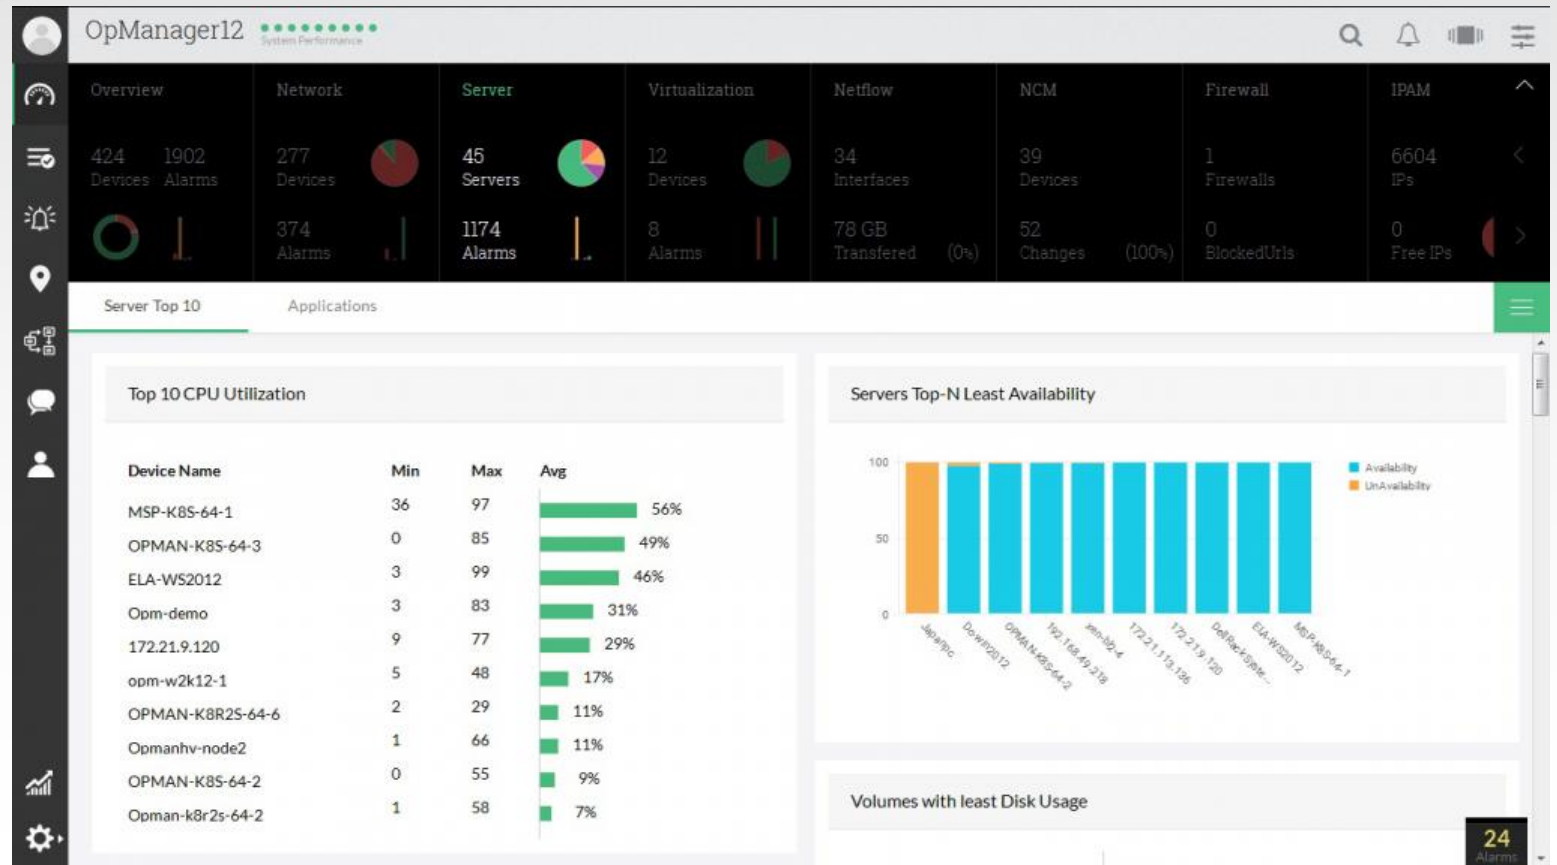 OpManager12
System Performance
Overview Network Server Virtualization Netflow NCM Firewall IPAM
424 1902 277 45 12 34 39 1 6604
Devices Alarms Devices Servers Devices Interfaces Devices Firewalls IPs
374 1174 8 78 GB 52 0 0
Alarms Alarms Alarms Transfered (0%) Changes (100%) BlockedUrls Free IPs
Server Top 10 Applications
Top 10 CPU Utilization
Device Name Min Max Avg
MSP-K8S-64-1 36 97 56%
OPMAN-K8S-64-3 0 85 49%
ELA-WS2012 3 99 46%
Opm-demo 3 83 31%
172.21.9.120 9 77 29%
opm-w2k12-1 5 48 17%
OPMAN-K8R2S-64-6 2 29 11%
Opmanhv-node2 1 66 11%
OPMAN-K8S-64-2 0 55 9%
Opman-k8r2s-64-2 1 58 7%
Servers Top-N Least Availability
100
50
0
Availability
UnAvailability
Japanpc
Do-win2012
OPMAN-K8S-64-2
192.168.49.218
172.21.113.136
172.21.9.120
DellRackSyste...
ELA-WS2012
MSP-K8S-64-1
Volumes with least Disk Usage
24
Alarms